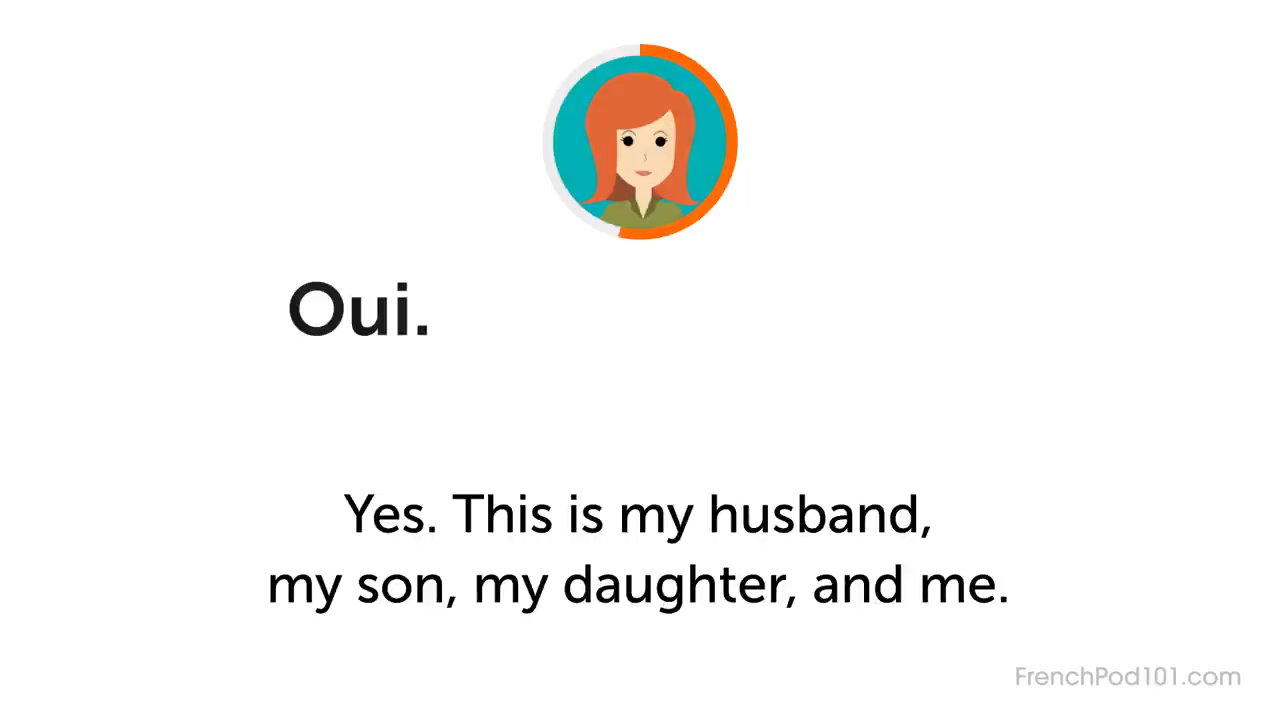 Oui.
Yes. This is my husband,
my son, my daughter, and me.
FrenchPod101.com